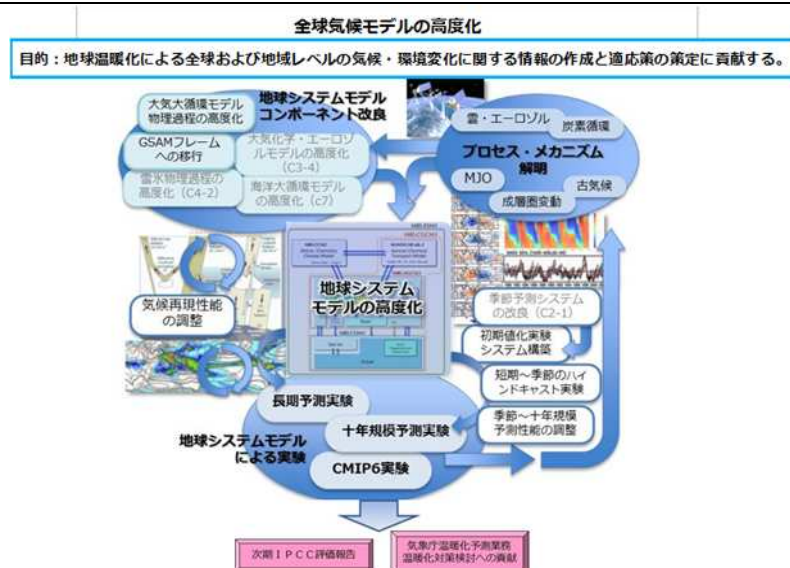 全球気候モデルの高度化
目的：地球温暖化による全球および地域レベルの気候・環境変化に関する情報の作成と適応策の策定に貢献する。
大気大循環モデル
物理過程の高度化
地球システムモデル
コンポーネント改良
GSAMフレーム
への移行
大気化学・エーロゾ
ルモデルの高度化
（C3-4）
雪氷物理過程の
高度化（C4-2）
海洋大循環モデル
の高度化（c7）
雲・エーロゾル
炭素循環
プロセス・メカニズム
解明
MJO
古気候
成層圏変動
地球システム
モデルの高度化
気候再現性能
の調整
季節予測システム
の改良（C2-1）
初期値化実験
システム構築
短期～季節のハイ
ンドキャスト実験
季節～十年規模
予測性能の調整
長期予測実験
十年規模予測実験
地球システムモデル
による実験
CMIP6実験
次期ＩＰＣＣ評価報告
気象庁温暖化予測業務
温暖化対策検討への貢献